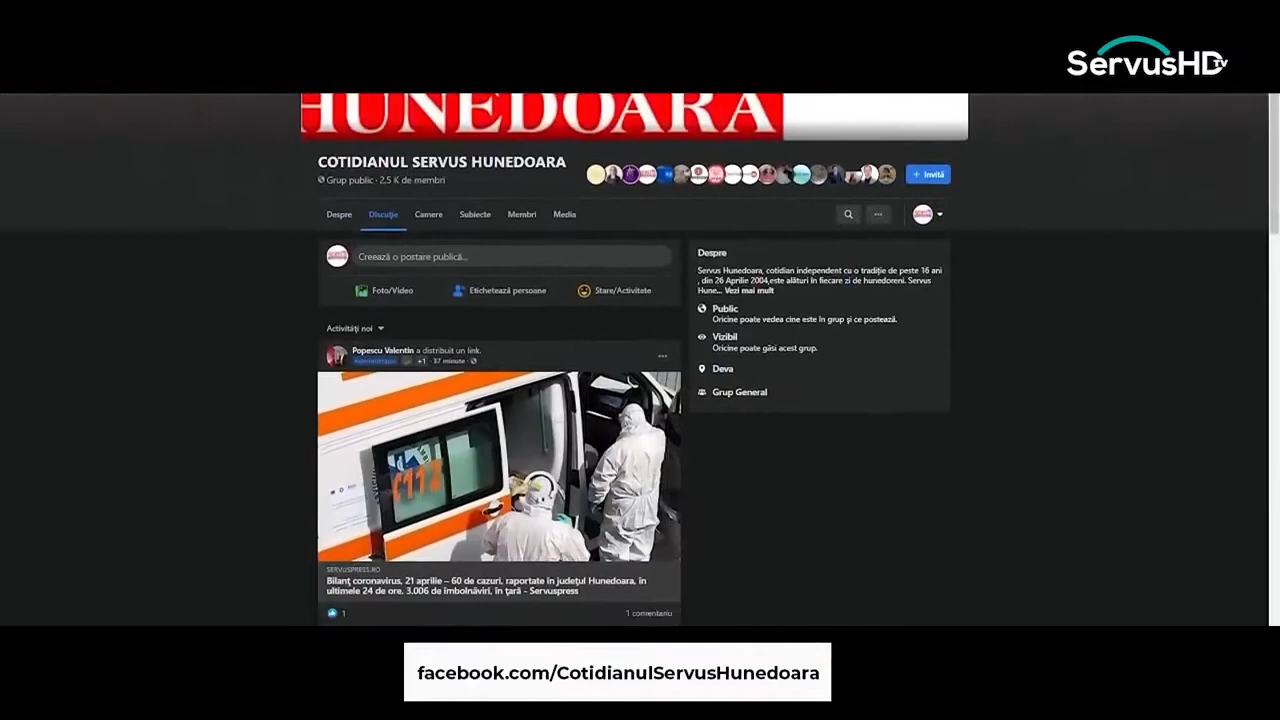 ServusHD TV
HUNEDOARA
COTIDIANUL SERVUS HUNEDOARA
Grup public · 2,5 K de membri
+ Invită
Despre Discuție Camere Subiecte Membri Media
Creează o postare publică...
Foto/Video Etichetează persoane Stare/Activitate
Activități noi
Popescu Valentin a distribuit un link.
+1 · 37 minute ·
112
SERVUSPRESS.RO
Bilanț coronavirus, 21 aprilie – 60 de cazuri, raportate în județul Hunedoara, în
ultimele 24 de ore. 3.006 de îmbolnăviri, în țară - Servuspress
1
1 comentariu
Despre
Servus Hunedoara, cotidian independent cu o tradiție de peste 16 ani
, din 26 Aprilie 2004,este alături în fiecare zi de hunedoreni. Servus
Hune... Vezi mai mult
Public
Oricine poate vedea cine este în grup și ce postează.
Vizibil
Oricine poate găsi acest grup.
Deva
Grup General
facebook.com/CotidianulServusHunedoara